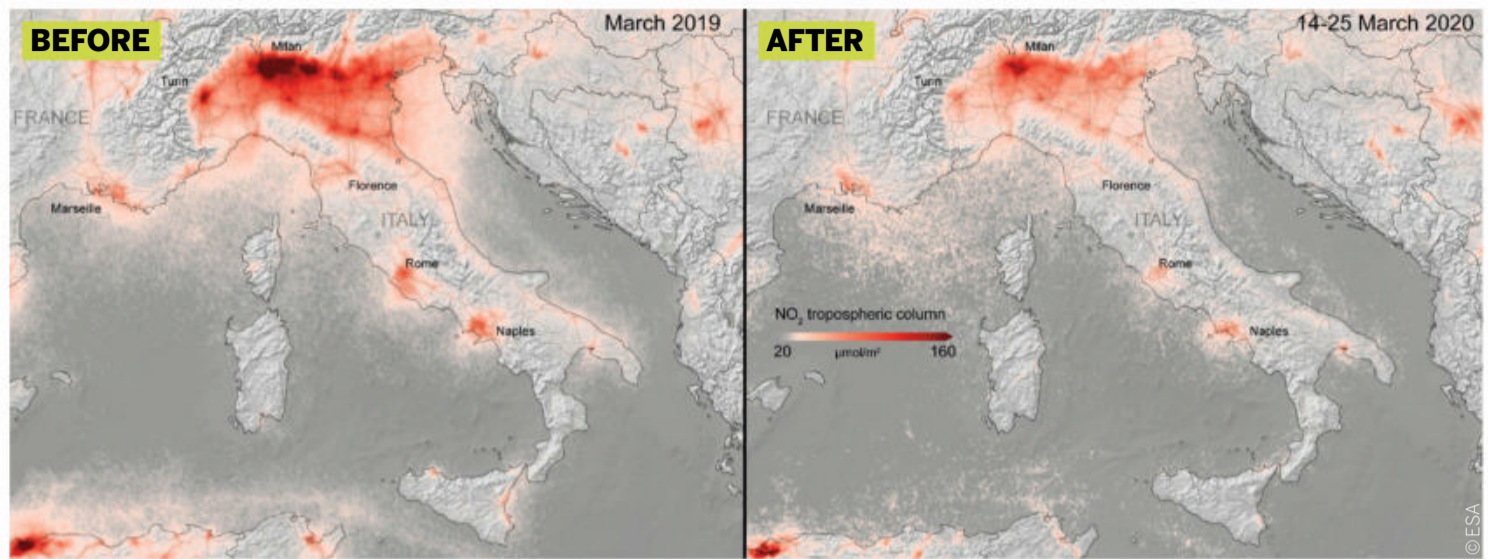 BEFORE
March 2019
Milan
Turin
FRANCE
Marseille
Florence
ITALY
Rome
Naples
AFTER
14-25 March 2020
Milan
Turin
FRANCE
Marseille
Florence
ITALY
Rome
NO₂ tropospheric column
20 µmol/m² 160
Naples
© ESA